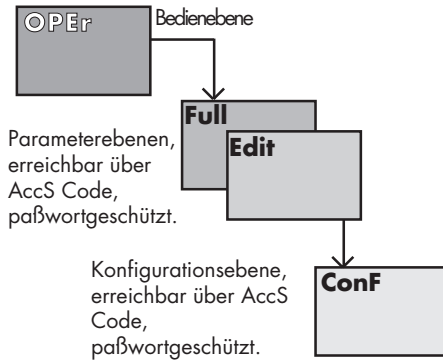 OPEr
Bedienebene
Full
Edit
Parameterebenen,
erreichbar über
AccS Code,
paßwortgeschützt.
Konfigurationsebene,
erreichbar über AccS
Code,
paßwortgeschützt.
ConF